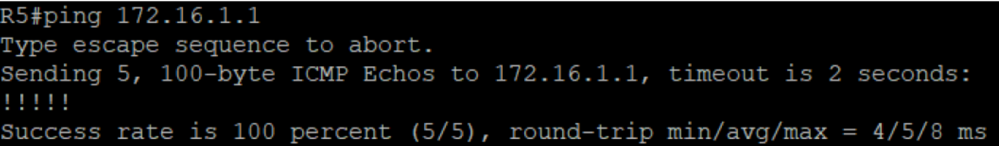 R5#ping 172.16.1.1
Type escape sequence to abort.
Sending 5, 100-byte ICMP Echos to 172.16.1.1, timeout is 2 seconds:
!!!!!
Success rate is 100 percent (5/5), round-trip min/avg/max = 4/5/8 ms